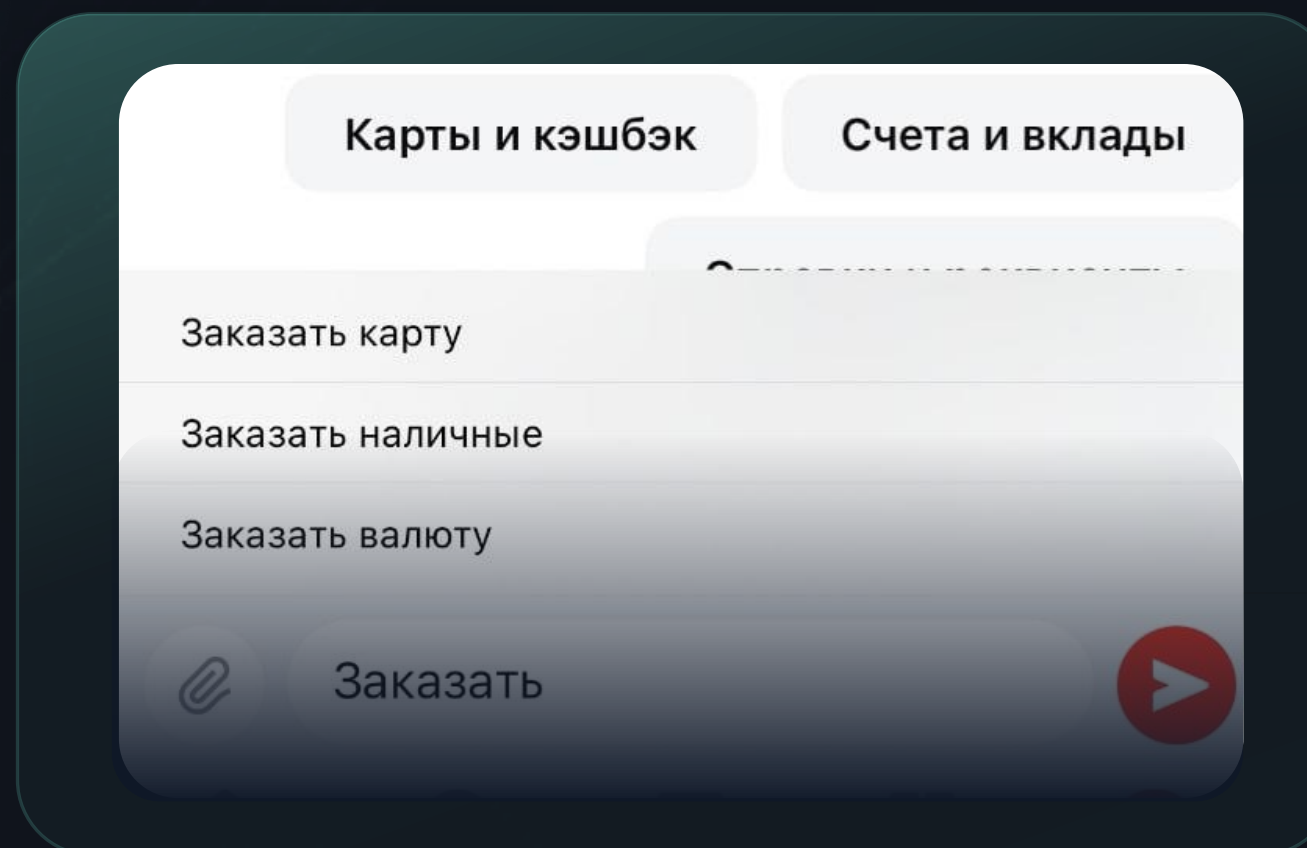 Карты и кэшбэк
Счета и вклады
Заказать карту
Заказать наличные
Заказать валюту
Заказать